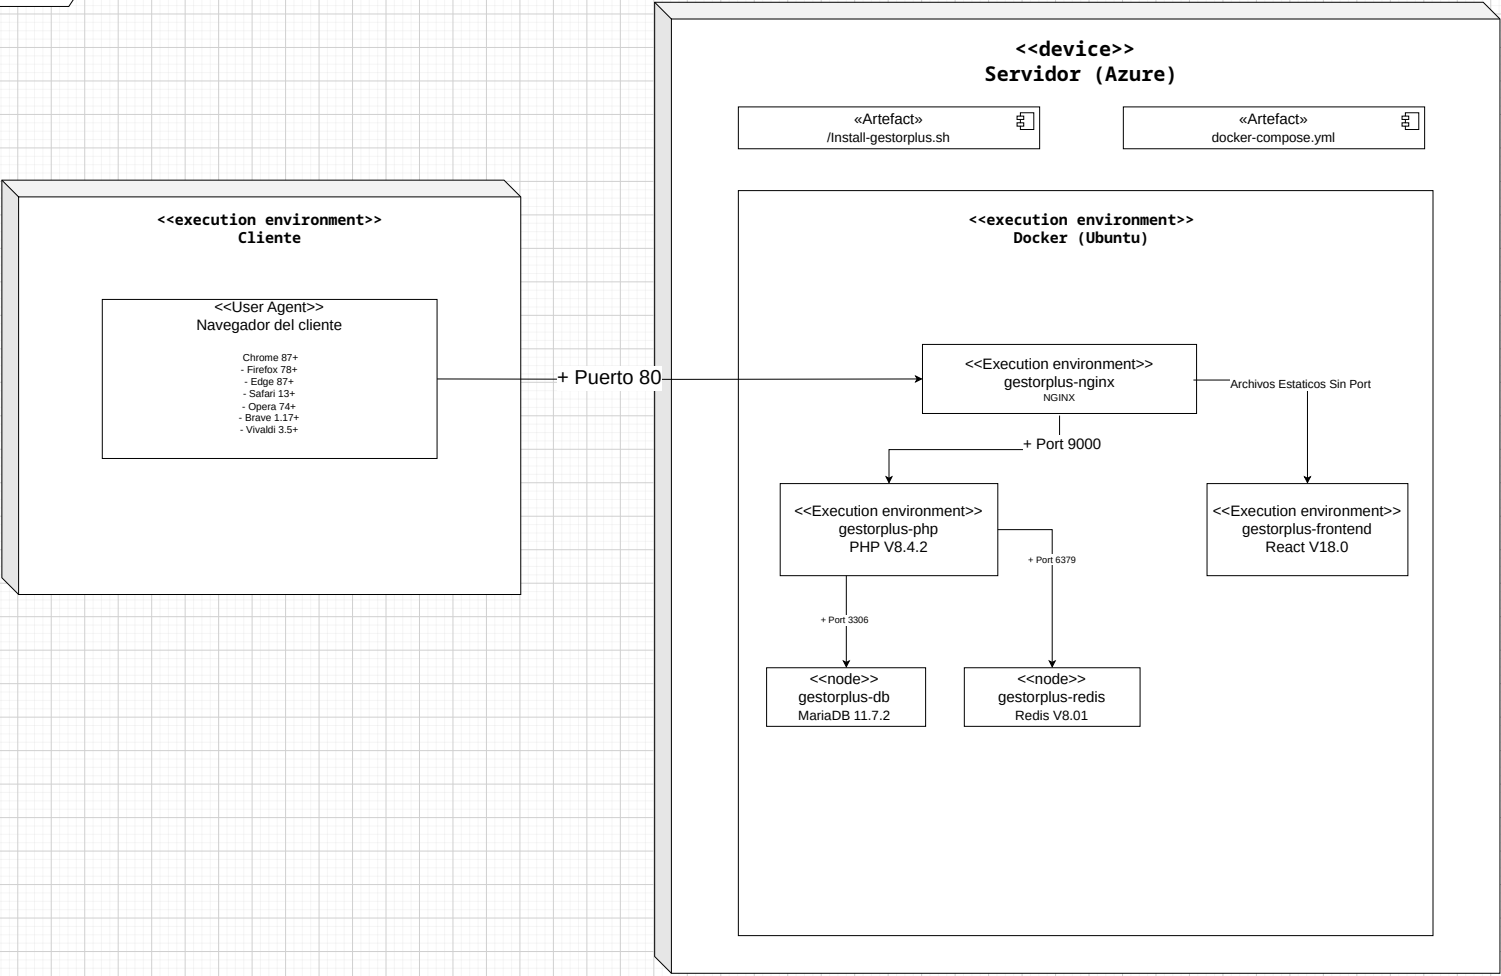 <<device>>
Servidor (Azure)
«Artefact»
/Install-gestorplus.sh
«Artefact»
docker-compose.yml
<<execution environment>>
Cliente
<<User Agent>>
Navegador del cliente
Chrome 87+
- Firefox 78+
- Edge 87+
- Safari 13+
- Opera 74+
- Brave 1.17+
- Vivaldi 3.5+
+ Puerto 80
<<execution environment>>
Docker (Ubuntu)
<<Execution environment>>
gestorplus-nginx
NGINX
Archivos Estaticos Sin Port
+ Port 9000
<<Execution environment>>
gestorplus-php
PHP V8.4.2
<<Execution environment>>
gestorplus-frontend
React V18.0
+ Port 6379
+ Port 3306
<<node>>
gestorplus-db
MariaDB 11.7.2
<<node>>
gestorplus-redis
Redis V8.01